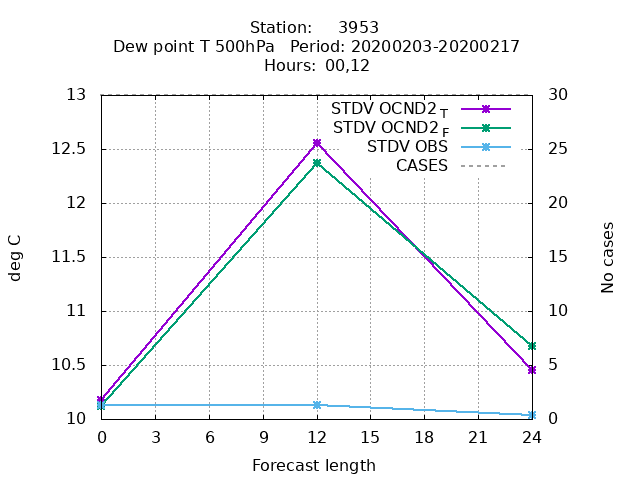 Station: 3953
Dew point T 500hPa Period: 20200203-20200217
Hours: 00,12
13
12.5
12
11.5
11
10.5
10
30
25
20
15
10
5
0
STDV OCND2 T
STDV OCND2 F
STDV OBS
CASES
deg C
No cases
0 3 6 9 12 15 18 21 24
Forecast length